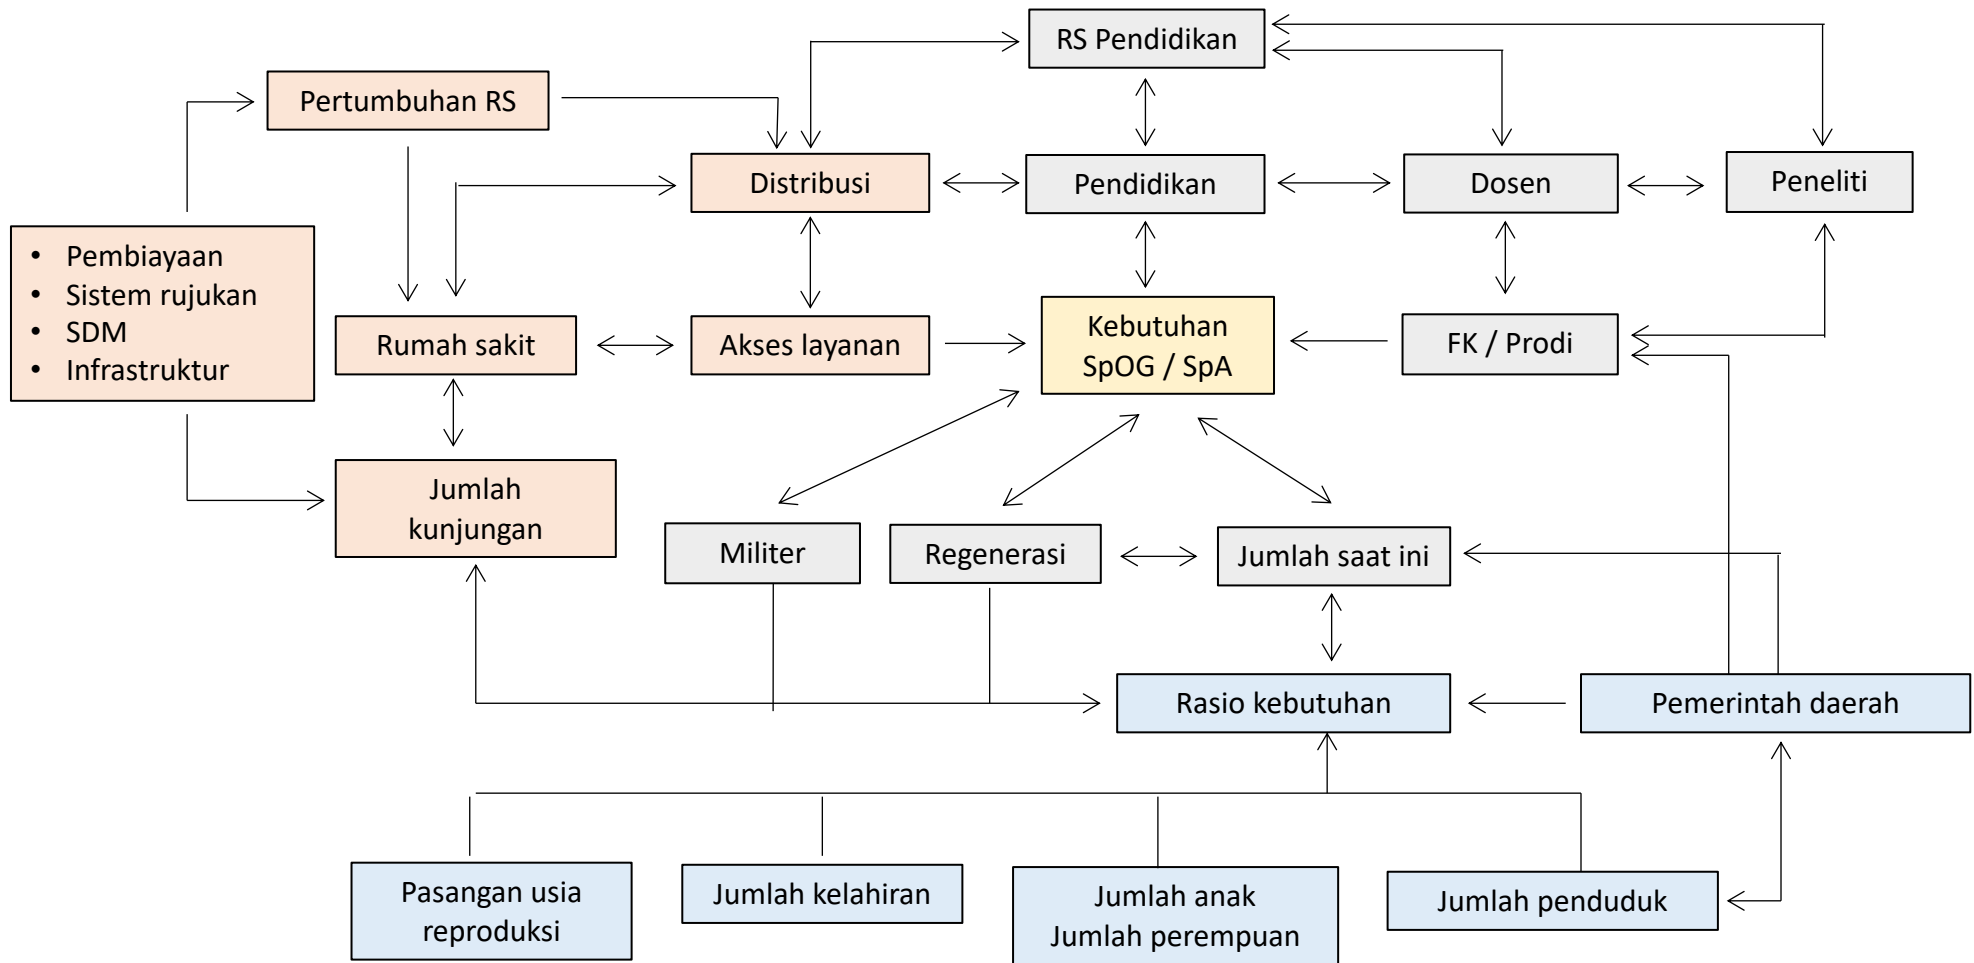 RS Pendidikan
Pertumbuhan RS
Distribusi
Pendidikan
Dosen
Peneliti
• Pembiayaan
• Sistem rujukan
• SDM
• Infrastruktur
Rumah sakit
Akses layanan
Kebutuhan
SpOG / SpA
FK / Prodi
Jumlah
kunjungan
Militer
Regenerasi
Jumlah saat ini
Rasio kebutuhan
Pemerintah daerah
Pasangan usia
reproduksi
Jumlah kelahiran
Jumlah anak
Jumlah perempuan
Jumlah penduduk